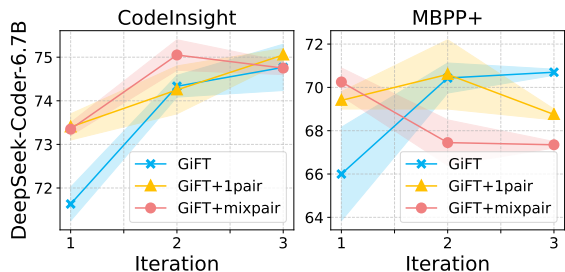 CodeInsight
MBPP+
DeepSeek-Coder-6.7B
75
74
73
72
72
70
68
66
64
GiFT
GiFT+1pair
GiFT+mixpair
GiFT
GiFT+1pair
GiFT+mixpair
1 2 3
1 2 3
Iteration
Iteration